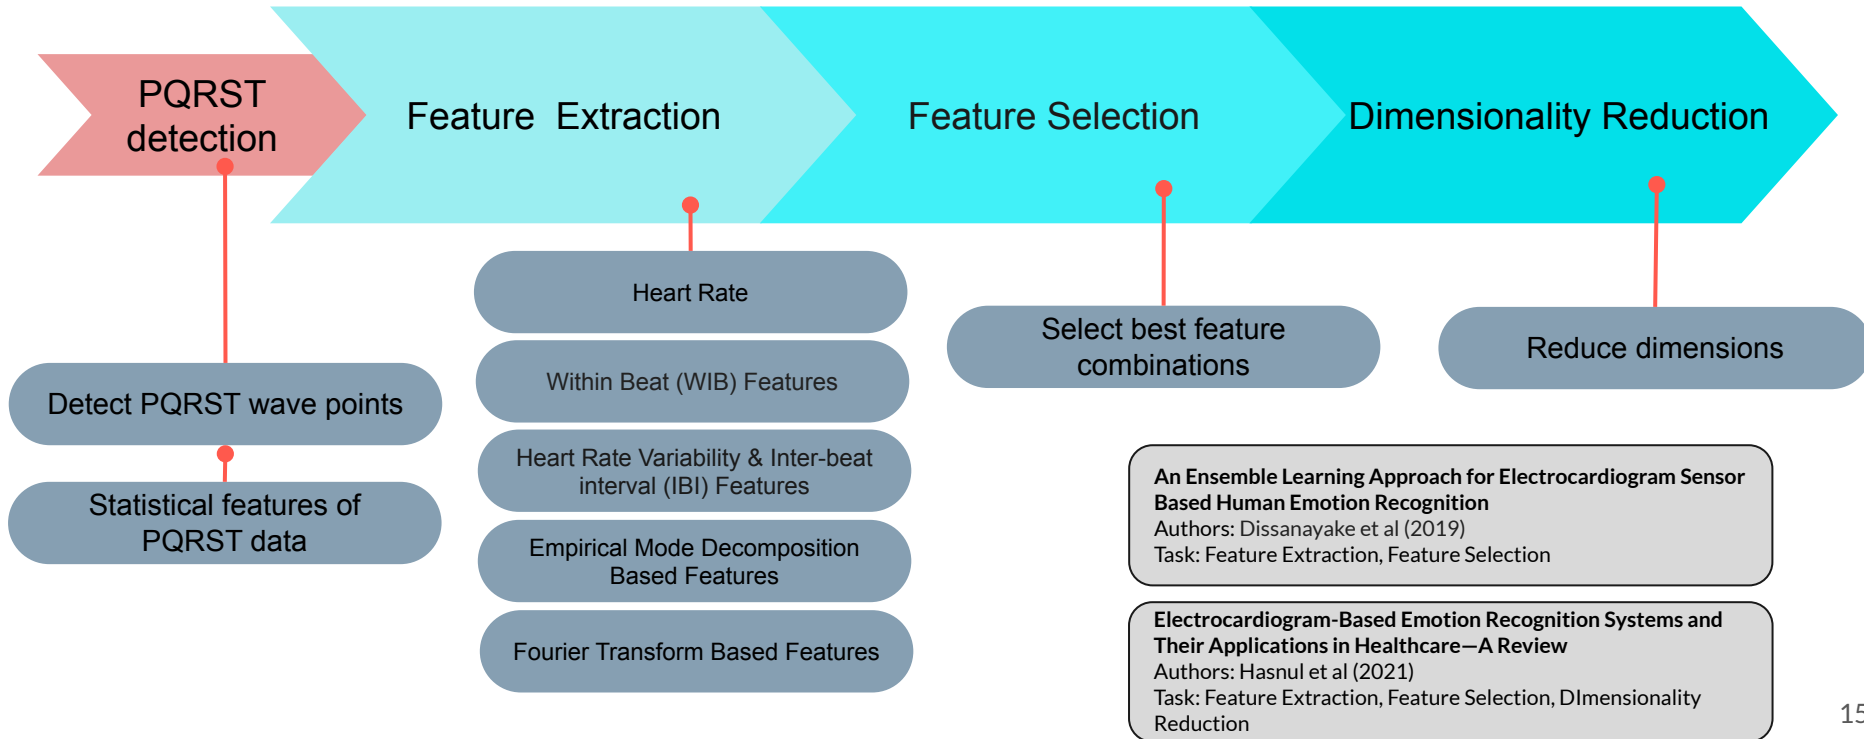 PQRST
detection
Feature Extraction
Feature Selection
Dimensionality Reduction
Detect PQRST wave points
Statistical features of
PQRST data
Heart Rate
Within Beat (WIB) Features
Heart Rate Variability & Inter-beat
interval (IBI) Features
Empirical Mode Decomposition
Based Features
Fourier Transform Based Features
Select best feature
combinations
Reduce dimensions
An Ensemble Learning Approach for Electrocardiogram Sensor
Based Human Emotion Recognition
Authors: Dissanayake et al (2019)
Task: Feature Extraction, Feature Selection
Electrocardiogram-Based Emotion Recognition Systems and
Their Applications in Healthcare—A Review
Authors: Hasnul et al (2021)
Task: Feature Extraction, Feature Selection, DImensionality
Reduction
15